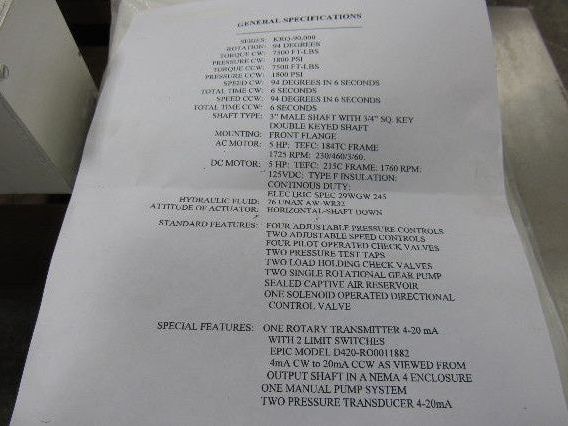 GENERAL SPECIFICATIONS
SERIES: KRQ-90,000
ROTATION: 94 DEGREES
TORQUE CW: 7500 FT-LBS
PRESSURE CW: 1800 PSI
TORQUE CCW: 7500 FT-LBS
PRESSURE CCW: 1800 PSI
SPEED CW: 94 DEGREES IN 6 SECONDS
TOTAL TIME CW: 6 SECONDS
SPEED CCW: 94 DEGREES IN 6 SECONDS
TOTAL TIME CCW: 6 SECONDS
SHAFT TYPE: 3" MALE SHAFT WITH 3/4" SQ. KEY
DOUBLE KEYED SHAFT
MOUNTING: FRONT FLANGE
AC MOTOR: 5 HP: TEFC: 184TC FRAME
1725 RPM: 230/460/3/60:
DC MOTOR: 5 HP: TEFC: 215C FRAME: 1760 RPM:
125VDC: TYPE F INSULATION:
CONTINOUS DUTY:
ELECTRIC SPEC 29WGW 245
HYDRAULIC FLUID: 76 UNAX AW-WR32
ATTITUDE OF ACTUATOR: HORIZONTAL-SHAFT DOWN
STANDARD FEATURES: FOUR ADJUSTABLE PRESSURE CONTROLS
TWO ADJUSTABLE SPEED CONTROLS
FOUR PILOT OPERATED CHECK VALVES
TWO PRESSURE TEST TAPS
TWO LOAD HOLDING CHECK VALVES
TWO SINGLE ROTATIONAL GEAR PUMP
SEALED CAPTIVE AIR RESERVOIR
ONE SOLENOID OPERATED DIRECTIONAL
CONTROL VALVE
SPECIAL FEATURES: ONE ROTARY TRANSMITTER 4-20 mA
WITH 2 LIMIT SWITCHES
EPIC MODEL D420-RO0011882
4mA CW to 20mA CCW AS VIEWED FROM
OUTPUT SHAFT IN A NEMA 4 ENCLOSURE
ONE MANUAL PUMP SYSTEM
TWO PRESSURE TRANSDUCER 4-20mA